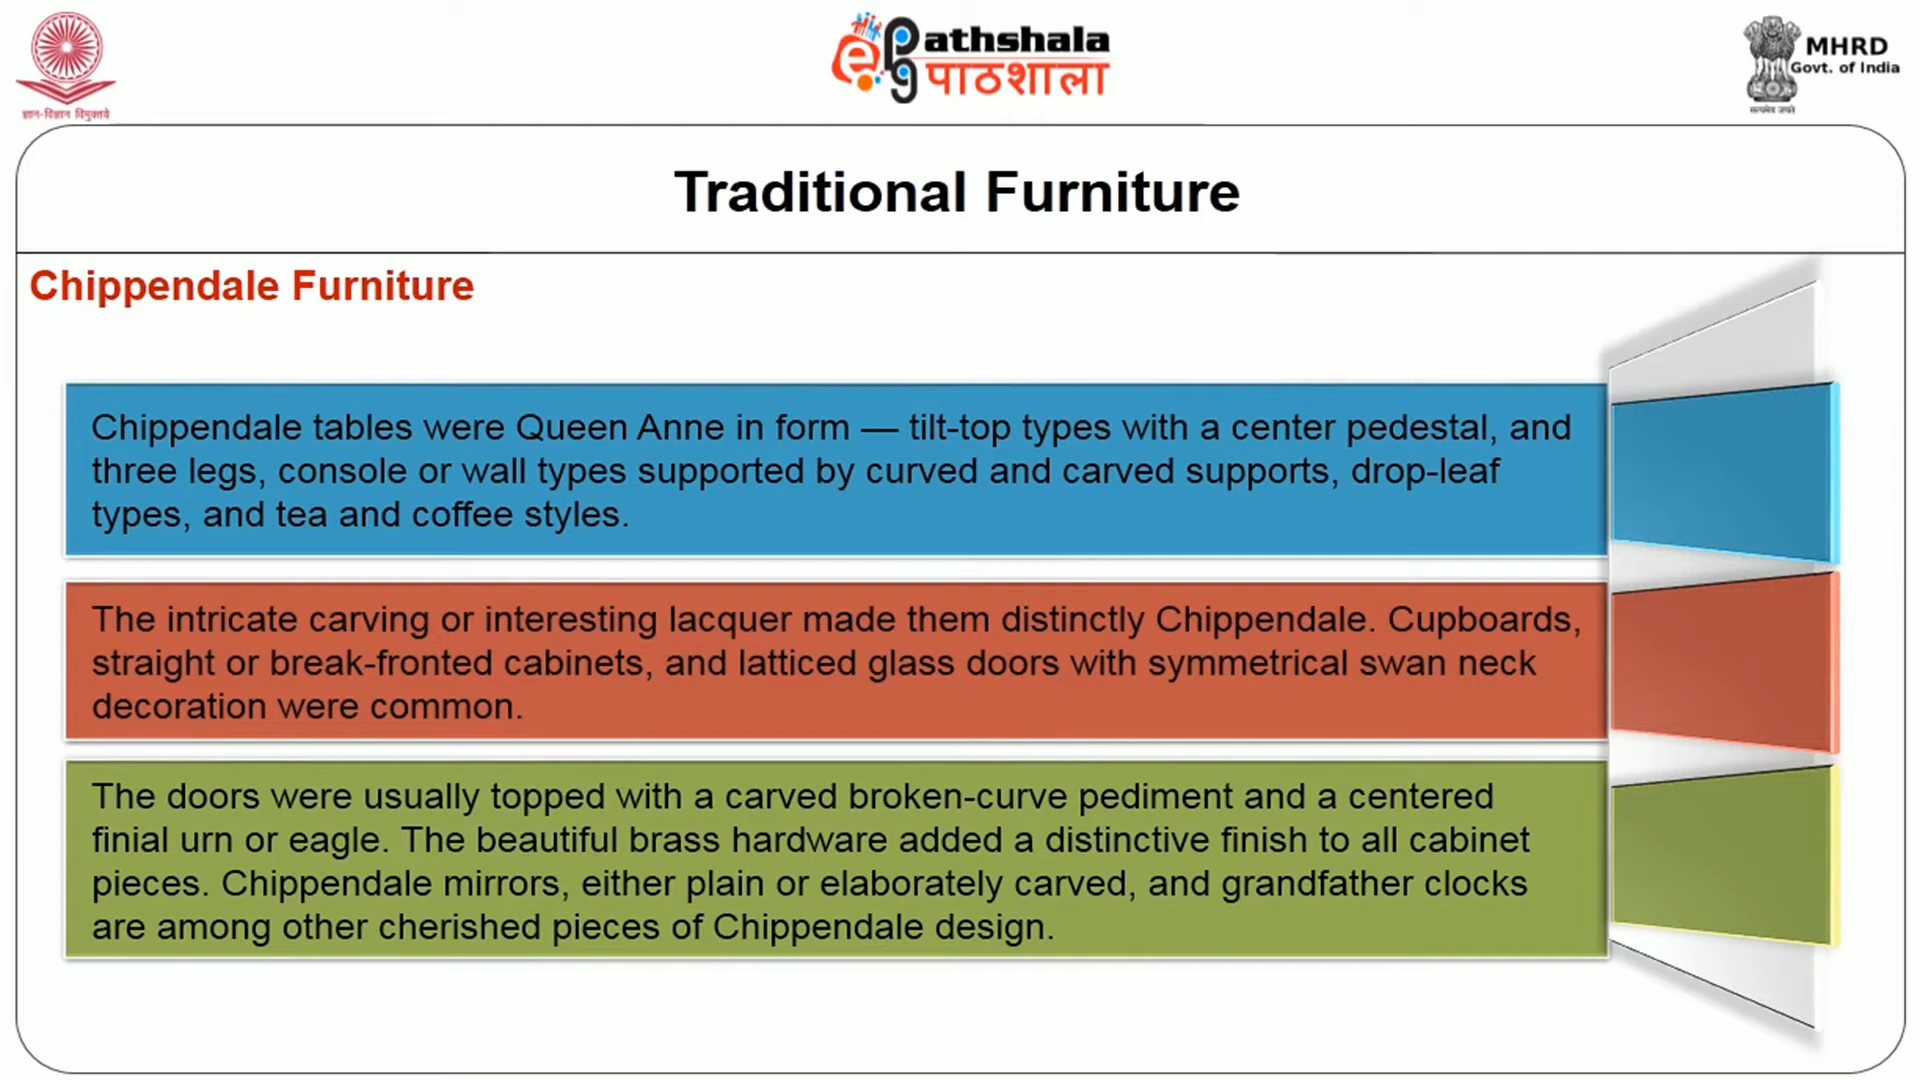 ज्ञान-विज्ञान विमुक्तये
ePG Pathshala
पाठशाला
MHRD
Govt. of India
सत्यमेव जयते
Traditional Furniture
Chippendale Furniture
Chippendale tables were Queen Anne in form — tilt-top types with a center pedestal, and
three legs, console or wall types supported by curved and carved supports, drop-leaf
types, and tea and coffee styles.
The intricate carving or interesting lacquer made them distinctly Chippendale. Cupboards,
straight or break-fronted cabinets, and latticed glass doors with symmetrical swan neck
decoration were common.
The doors were usually topped with a carved broken-curve pediment and a centered
finial urn or eagle. The beautiful brass hardware added a distinctive finish to all cabinet
pieces. Chippendale mirrors, either plain or elaborately carved, and grandfather clocks
are among other cherished pieces of Chippendale design.